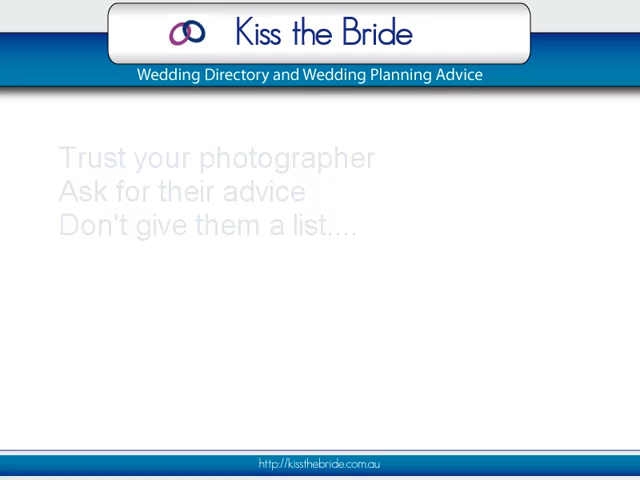 Kiss the Bride
Wedding Directory and Wedding Planning Advice
Trust your photographer
Ask for their advice
Don't give them a list....
http://kissthebride.com.au